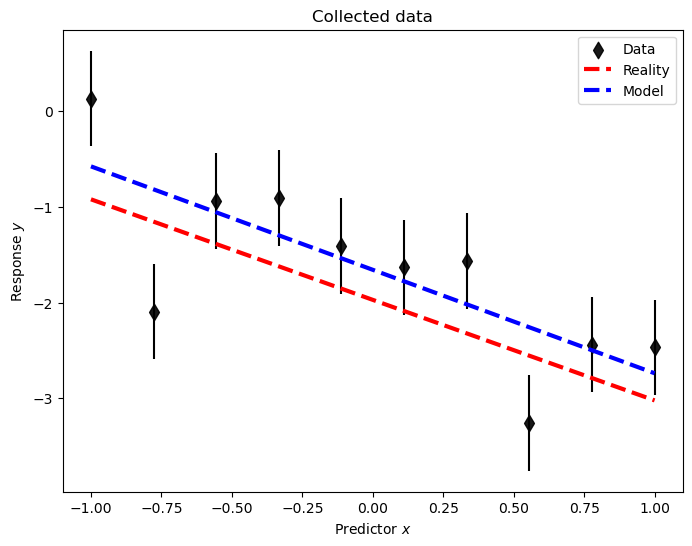 Collected data
Data
Reality
Model
Response y
0
−1
−2
−3
−1.00 −0.75 −0.50 −0.25 0.00 0.25 0.50 0.75 1.00
Predictor x